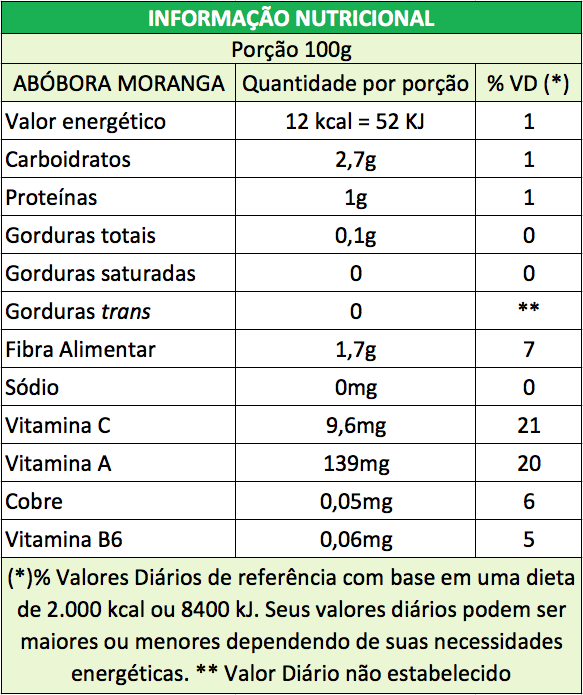 INFORMAÇÃO NUTRICIONAL
Porção 100g
ABÓBORA MORANGA Quantidade por porção % VD (*)
Valor energético 12 kcal = 52 KJ 1
Carboidratos 2,7g 1
Proteínas 1g 1
Gorduras totais 0,1g 0
Gorduras saturadas 0 0
Gorduras trans 0 **
Fibra Alimentar 1,7g 7
Sódio 0mg 0
Vitamina C 9,6mg 21
Vitamina A 139mg 20
Cobre 0,05mg 6
Vitamina B6 0,06mg 5
(*)% Valores Diários de referência com base em uma dieta
de 2.000 kcal ou 8400 kJ. Seus valores diários podem ser
maiores ou menores dependendo de suas necessidades
energéticas. ** Valor Diário não estabelecido